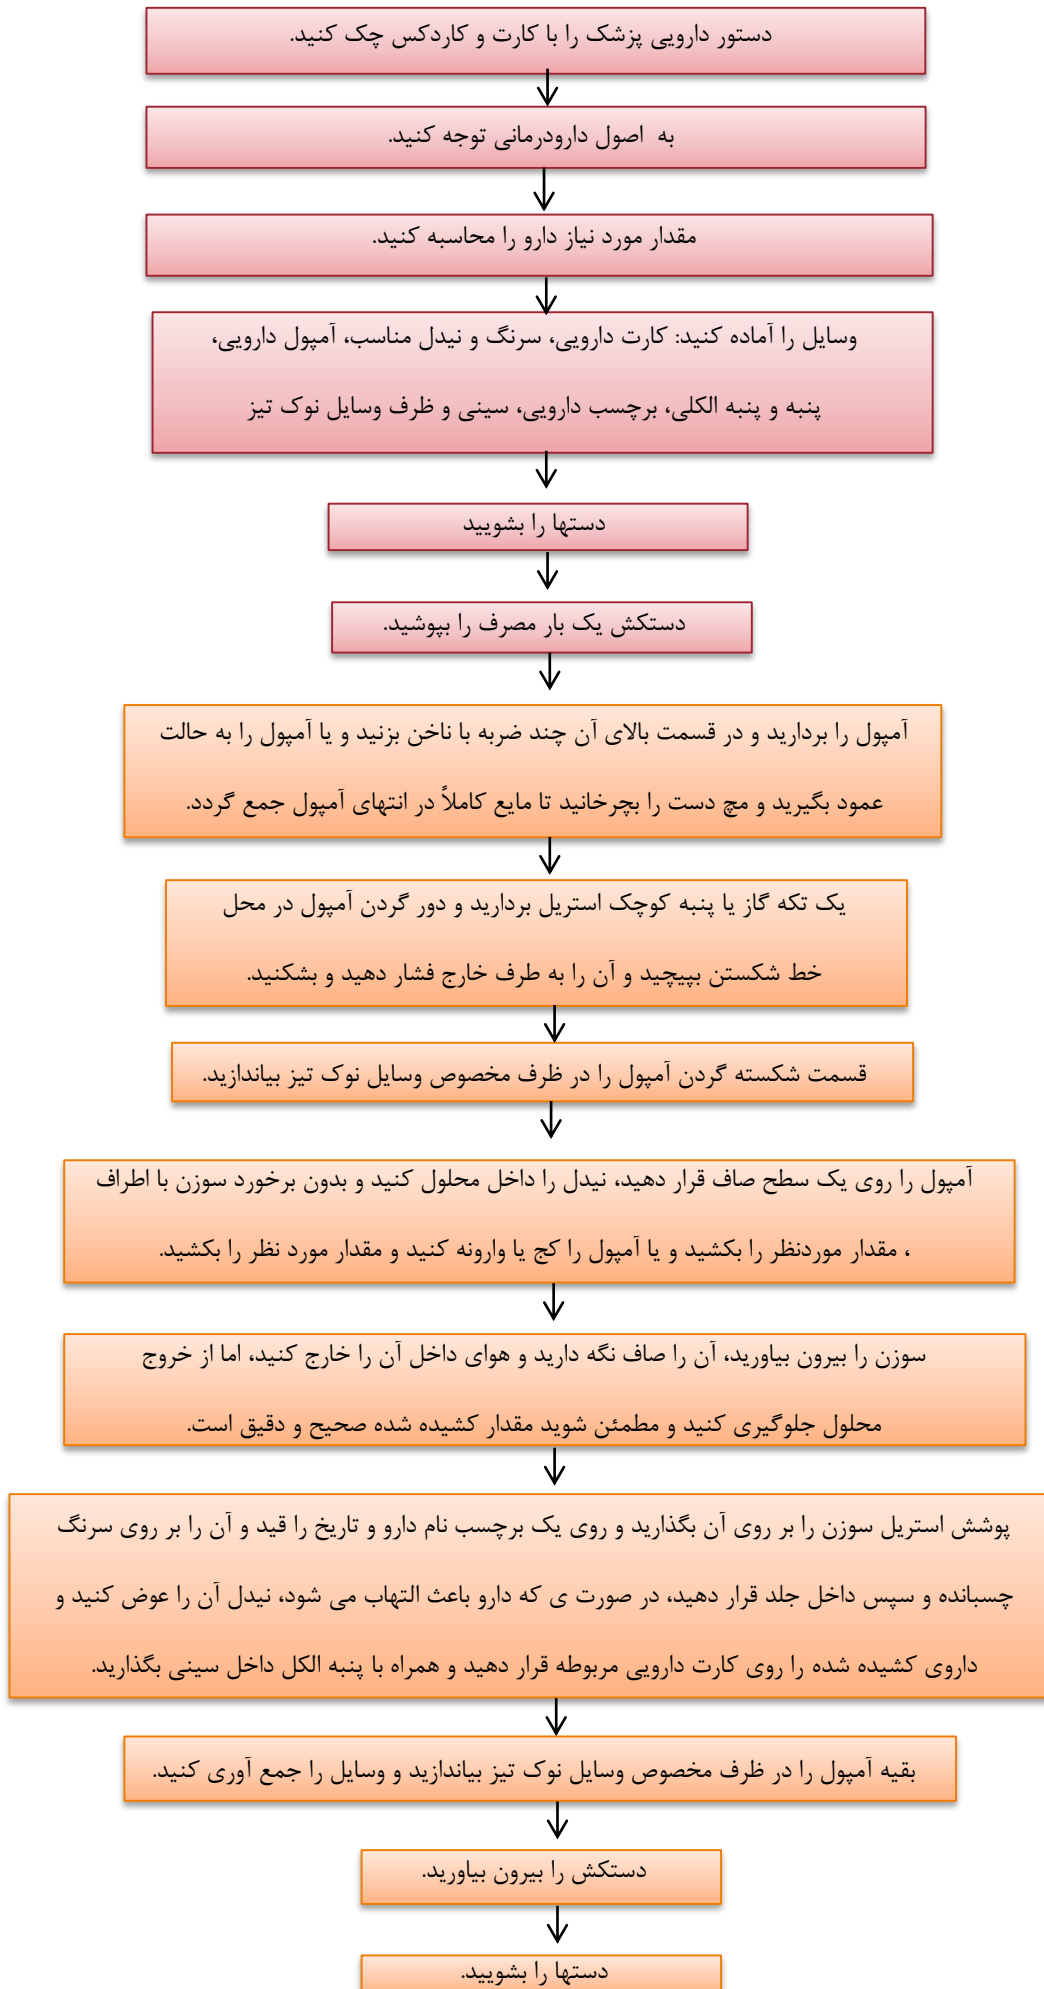 دستور دارویی پزشک را با کارت و کاردکس چک کنید.
به اصول دارودرمانی توجه کنید.
مقدار مورد نیاز دارو را محاسبه کنید.
وسایل را آماده کنید: کارت دارویی، سرنگ و نیدل مناسب، آمپول دارویی،
پنبه و پنبه الکلی، برچسب دارویی، سینی و ظرف وسایل نوک تیز
دستها را بشویید
دستکش یک بار مصرف را بپوشید.
آمپول را بردارید و در قسمت بالای آن چند ضربه با ناخن بزنید و یا آمپول را به حالت
عمود بگیرید و مچ دست را بچرخانید تا مایع کاملاً در انتهای آمپول جمع گردد.
یک تکه گاز یا پنبه کوچک استریل بردارید و دور گردن آمپول در محل
خط شکستن بپیچید و آن را به طرف خارج فشار دهید و بشکنید.
قسمت شکسته گردن آمپول را در ظرف مخصوص وسایل نوک تیز بیاندازید.
آمپول را روی یک سطح صاف قرار دهید، نیدل را داخل محلول کنید و بدون برخورد سوزن با اطراف
، مقدار موردنظر را بکشید و یا آمپول را کج یا وارونه کنید و مقدار مورد نظر را بکشید.
سوزن را بیرون بیاورید، آن را صاف نگه دارید و هوای داخل آن را خارج کنید، اما از خروج
محلول جلوگیری کنید و مطمئن شوید مقدار کشیده شده صحیح و دقیق است.
پوشش استریل سوزن را بر روی آن بگذارید و روی یک برچسب نام دارو و تاریخ را قید و آن را بر روی سرنگ
چسبانده و سپس داخل جلد قرار دهید، در صورت ی که دارو باعث التهاب می شود، نیدل آن را عوض کنید و
داروی کشیده شده را روی کارت دارویی مربوطه قرار دهید و همراه با پنبه الکل داخل سینی بگذارید.
بقیه آمپول را در ظرف مخصوص وسایل نوک تیز بیاندازید و وسایل را جمع آوری کنید.
دستکش را بیرون بیاورید.
دستها را بشویید.